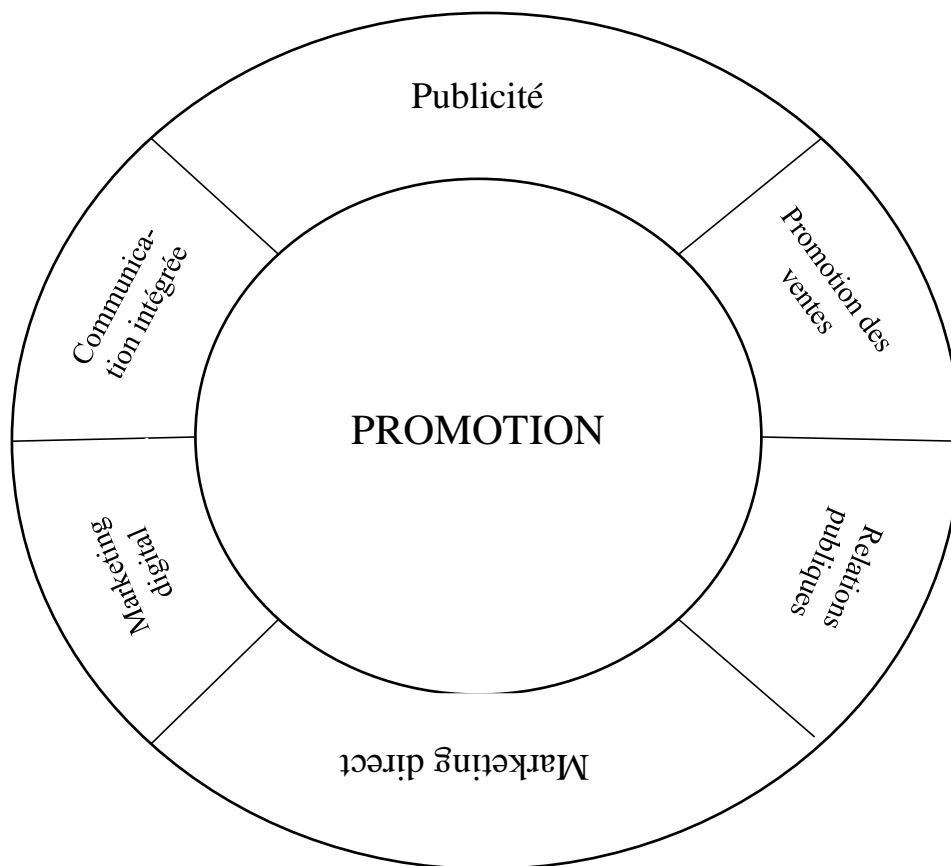 Publicité
Promotion des
ventes
Relations
publiques
Marketing direct
Marketing
digital
Communica-
tion intégrée
PROMOTION